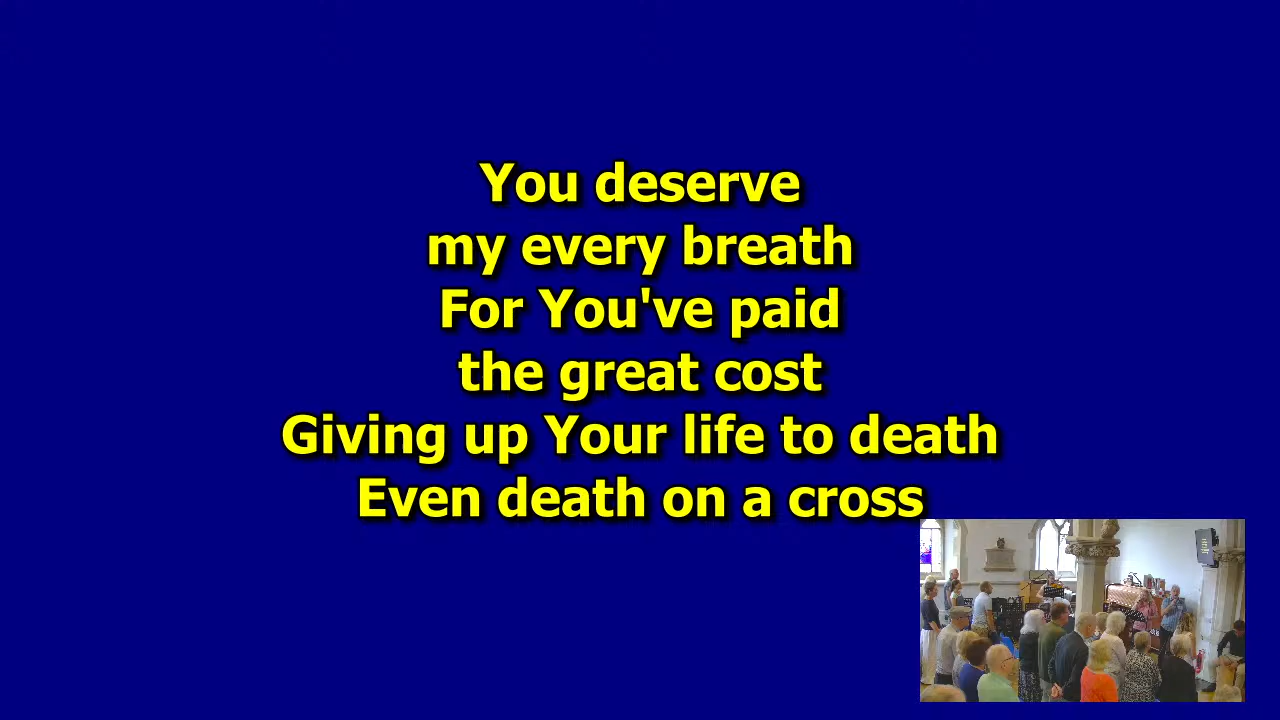 You deserve
my every breath
For You've paid
the great cost
Giving up Your life to death
Even death on a cross